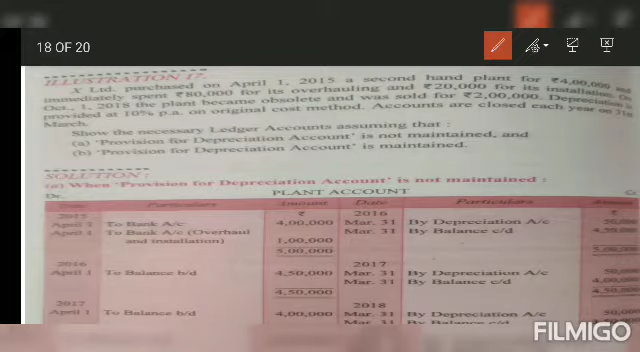 18 OF 20
ILLUSTRATION 17.
X Ltd. purchased on April 1, 2015 a second hand plant for ₹4,00,000 and
immediately spent ₹80,000 for its overhauling and ₹20,000 for its installation. On
Oct., 1, 2018 the plant became obsolete and was sold for ₹2,00,000. Depreciation is
provided at 10% p.a. on original cost method. Accounts are closed each year on 31st
March.
Show the necessary Ledger Accounts assuming that :
(a) 'Provision for Depreciation Account' is not maintained, and
(b) 'Provision for Depreciation Account' is maintained.
SOLUTION :
(a) When 'Provision for Depreciation Account' is not maintained :
Dr. PLANT ACCOUNT Cr.
Particulars Amount Date Particulars Amount
2015 ₹ 2016 ₹
April 1 To Bank A/c 4,00,000 Mar. 31 By Depreciation A/c 50,000
April 1 To Bank A/c (Overhaul Mar. 31 By Balance c/d 4,50,000
and installation) 1,00,000
5,00,000 5,00,000
2016 2017
April 1 To Balance b/d 4,50,000 Mar. 31 By Depreciation A/c 50,000
Mar. 31 By Balance c/d 4,00,000
4,50,000 4,50,000
2017 2018
April 1 To Balance b/d 4,00,000 Mar. 31 By Depreciation A/c 50,000
Mar. 31 By Balance c/d
FILMIGO